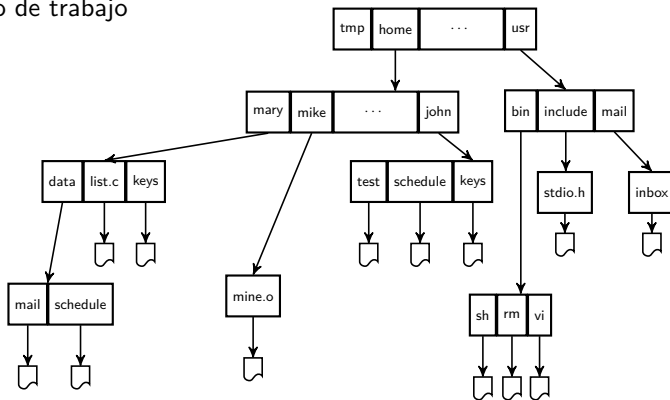 o de trabajo
tmp home ... usr
mary mike ... john
bin include mail
data list.c keys
test schedule keys
stdio.h
inbox
mail schedule
mine.o
sh rm vi